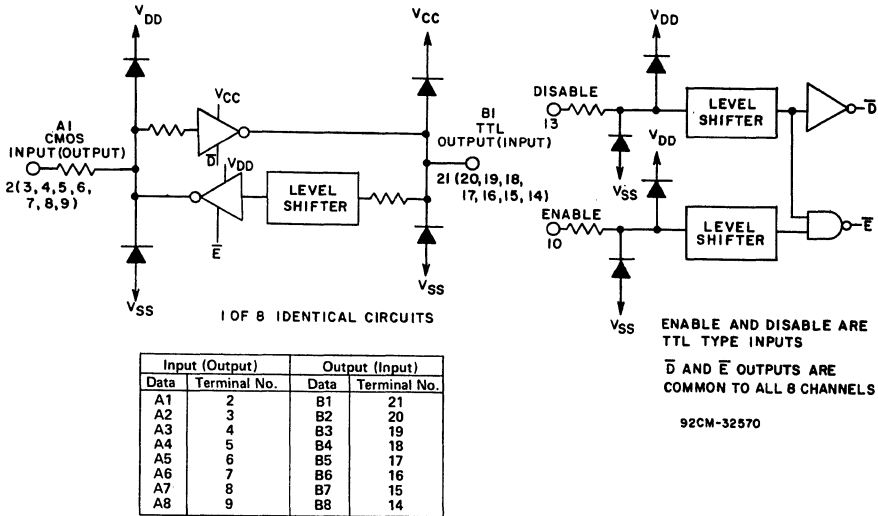 VDD
VCC
VCC
A1
CMOS
INPUT(OUTPUT)
2(3,4,5,6,
7,8,9)
D̅
VDD
LEVEL
SHIFTER
E̅
B1
TTL
OUTPUT(INPUT)
21 (20,19,18,
17,16,15,14)
VSS
VSS
1 OF 8 IDENTICAL CIRCUITS
VDD
DISABLE
13
LEVEL
SHIFTER
D̅
VSS
VDD
ENABLE
10
LEVEL
SHIFTER
E̅
VSS
ENABLE AND DISABLE ARE
TTL TYPE INPUTS
D̅ AND E̅ OUTPUTS ARE
COMMON TO ALL 8 CHANNELS
92CM-32570
Input (Output) Output (Input)
Data Terminal No. Data Terminal No.
A1 2 B1 21
A2 3 B2 20
A3 4 B3 19
A4 5 B4 18
A5 6 B5 17
A6 7 B6 16
A7 8 B7 15
A8 9 B8 14